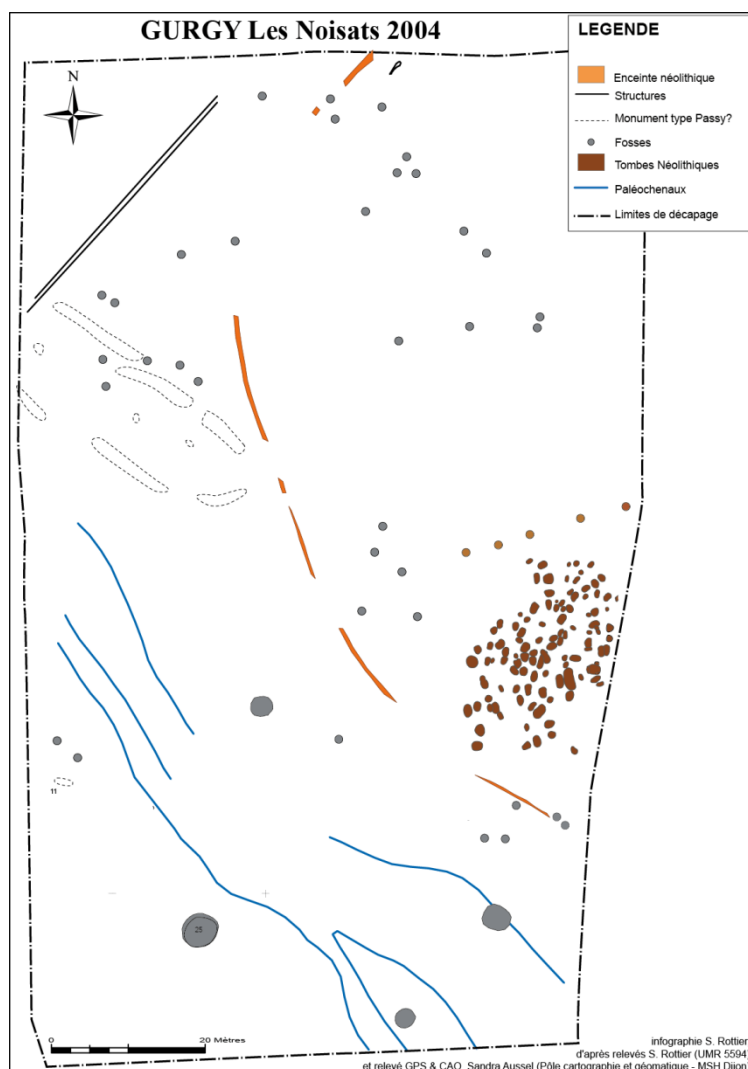 GURGY Les Noisats 2004
LEGENDE
Enceinte néolithique
Structures
Monument type Passy?
Fosses
Tombes Néolithiques
Paléochenaux
Limites de décapage
N
11
28
20 Mètres
infographie S. Rottier
d'après relevés S. Rottier (UMR 5594)
et relevé GPS & CAO, Sandra Aussel (Pôle cartographie et géomatique - MSH Dijon)